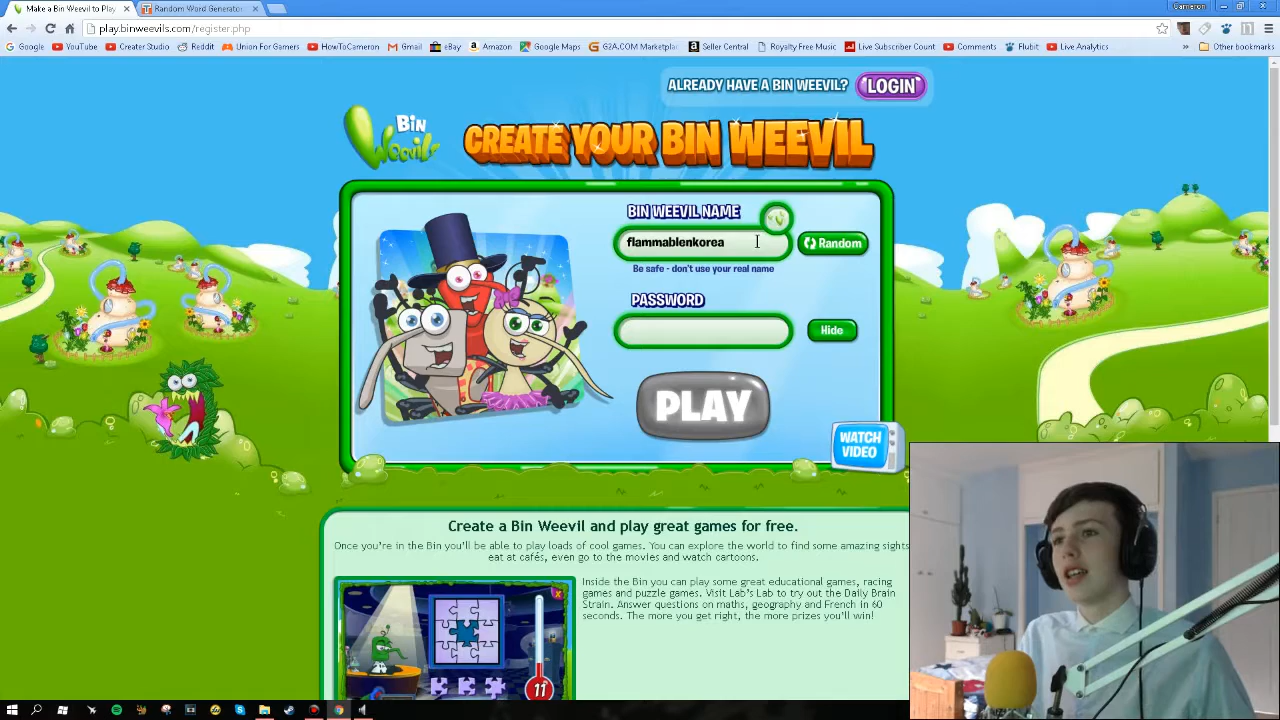 Make a Bin Weevil to Play
Random Word Generator
Cameron
play.binweevils.com/register.php
Google YouTube Creater Studio Reddit Union For Gamers HowToCameron Gmail eBay Amazon Google Maps G2A.COM Marketplac Seller Central Royalty Free Music Live Subscriber Count Comments Flubit Live Analytics » Other bookmarks
ALREADY HAVE A BIN WEEVIL? LOGIN
Bin Weevils
CREATE YOUR BIN WEEVIL
BIN WEEVIL NAME
flammablenkorea
Random
Be safe - don't use your real name
PASSWORD
Hide
PLAY
WATCH
VIDEO
Create a Bin Weevil and play great games for free.
Once you're in the Bin you'll be able to play loads of cool games. You can explore the world to find some amazing sights
eat at cafés, even go to the movies and watch cartoons.
Inside the Bin you can play some great educational games, racing
games and puzzle games. Visit Lab's Lab to try out the Daily Brain
Strain. Answer questions on maths, geography and French in 60
seconds. The more you get right, the more prizes you'll win!
11